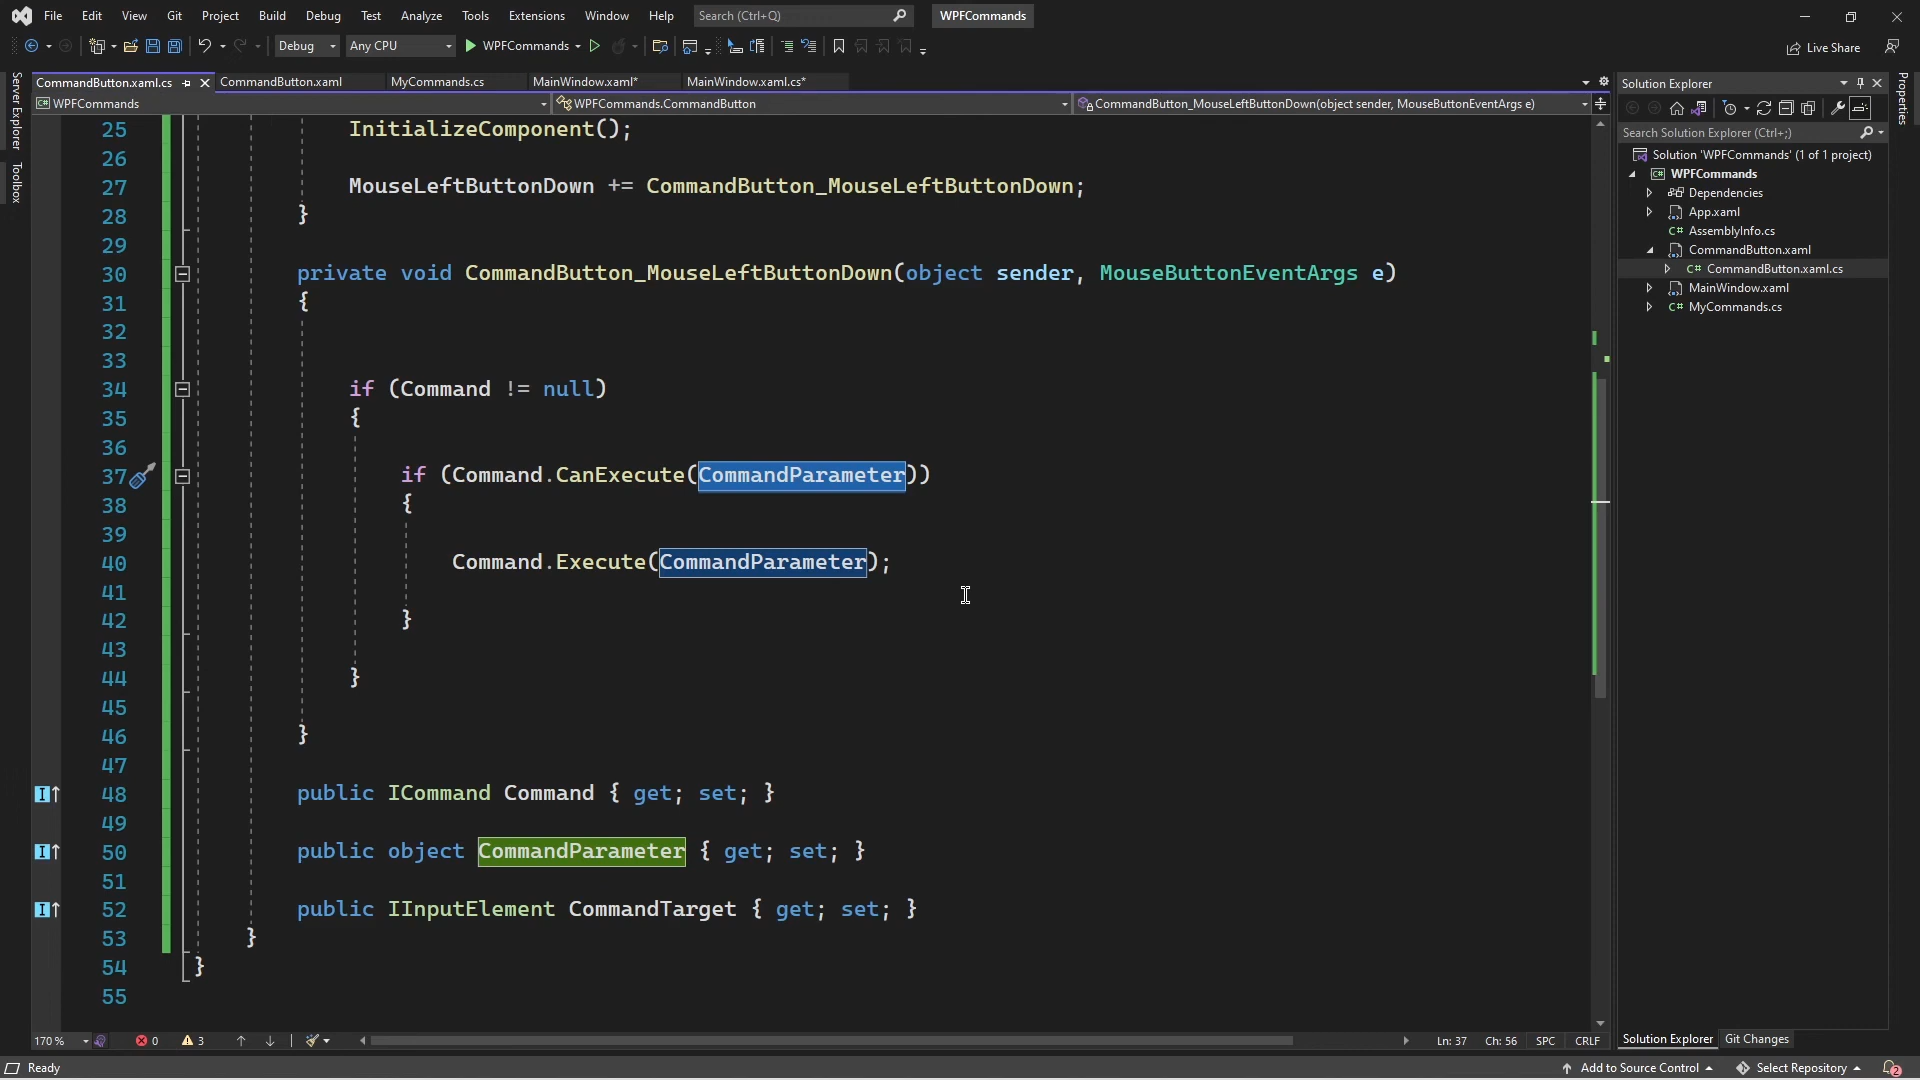 File Edit View Git Project Build Debug Test Analyze Tools Extensions Window Help Search (Ctrl+Q) WPFCommands
Debug Any CPU WPFCommands Live Share
CommandButton.xaml.cs CommandButton.xaml MyCommands.cs MainWindow.xaml* MainWindow.xaml.cs*
WPFCommands WPFCommands.CommandButton CommandButton_MouseLeftButtonDown(object sender, MouseButtonEventArgs e)
Server Explorer
Toolbox
25 InitializeComponent();
26
27 MouseLeftButtonDown += CommandButton_MouseLeftButtonDown;
28 }
29
30 private void CommandButton_MouseLeftButtonDown(object sender, MouseButtonEventArgs e)
31 {
32
33
34 if (Command != null)
35 {
36
37 if (Command.CanExecute(CommandParameter))
38 {
39
40 Command.Execute(CommandParameter);
41
42 }
43
44 }
45
46 }
47
48 public ICommand Command { get; set; }
49
50 public object CommandParameter { get; set; }
51
52 public IInputElement CommandTarget { get; set; }
53 }
54 }
55
170 % 0 3 Ln: 37 Ch: 56 SPC CRLF
Solution Explorer
Search Solution Explorer (Ctrl+;)
Solution 'WPFCommands' (1 of 1 project)
WPFCommands
Dependencies
App.xaml
C# AssemblyInfo.cs
CommandButton.xaml
C# CommandButton.xaml.cs
MainWindow.xaml
C# MyCommands.cs
Solution Explorer Git Changes
Properties
Ready Add to Source Control Select Repository 2